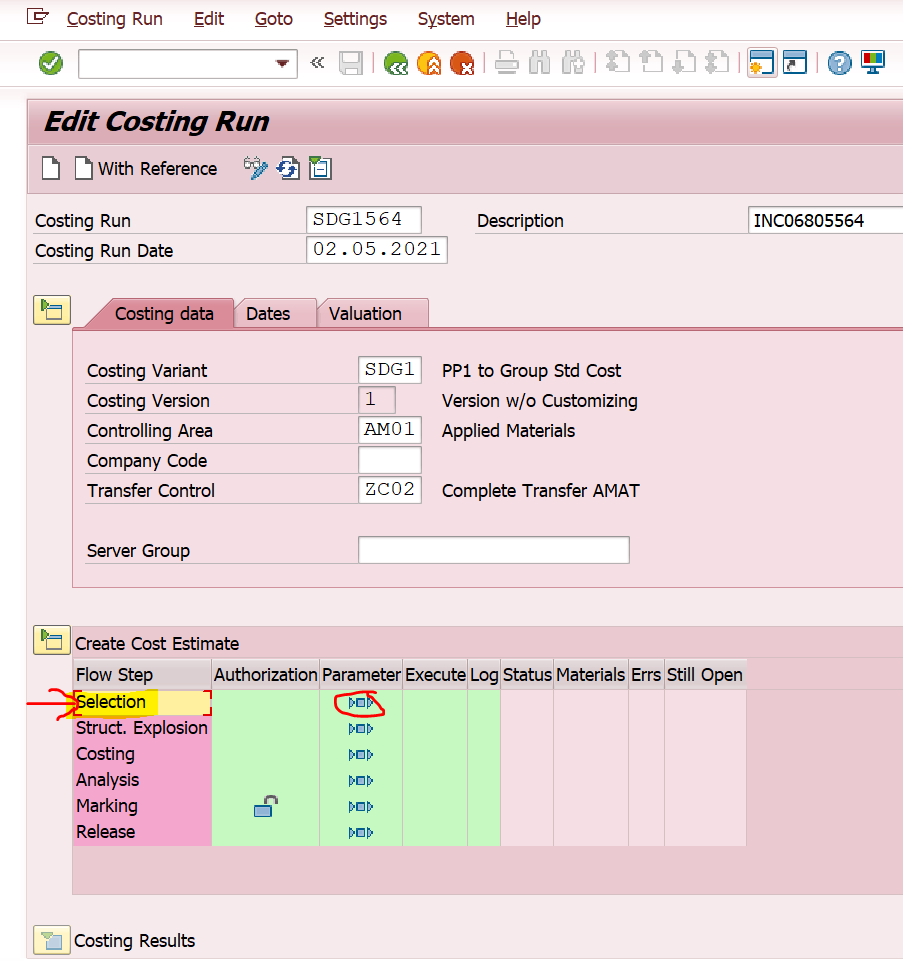 Costing Run Edit Goto Settings System Help
Edit Costing Run
With Reference
Costing Run SDG1564 Description INC06805564
Costing Run Date 02.05.2021
Costing data Dates Valuation
Costing Variant SDG1 PP1 to Group Std Cost
Costing Version 1 Version w/o Customizing
Controlling Area AM01 Applied Materials
Company Code
Transfer Control ZC02 Complete Transfer AMAT
Server Group
Create Cost Estimate
Flow Step Authorization Parameter Execute Log Status Materials Errs Still Open
Selection
Struct. Explosion
Costing
Analysis
Marking
Release
Costing Results